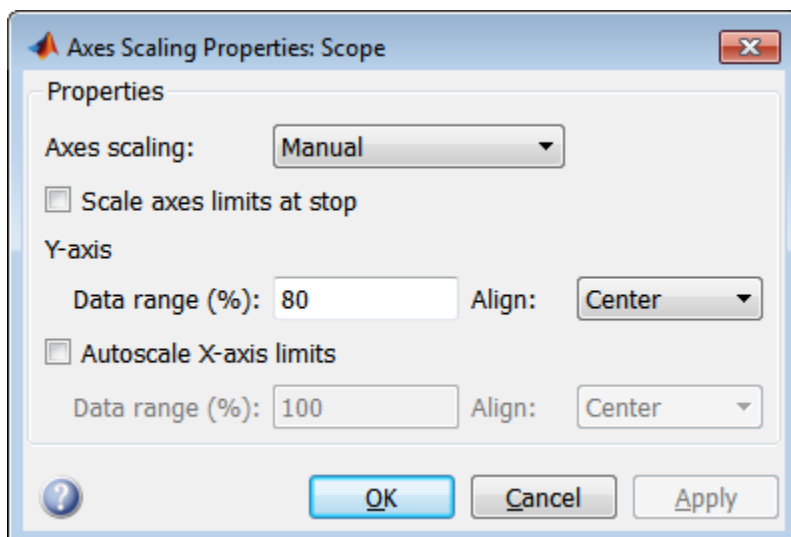 Axes Scaling Properties: Scope
Properties
Axes scaling: Manual
Scale axes limits at stop
Y-axis
Data range (%): 80 Align: Center
Autoscale X-axis limits
Data range (%): 100 Align: Center
? OK Cancel Apply